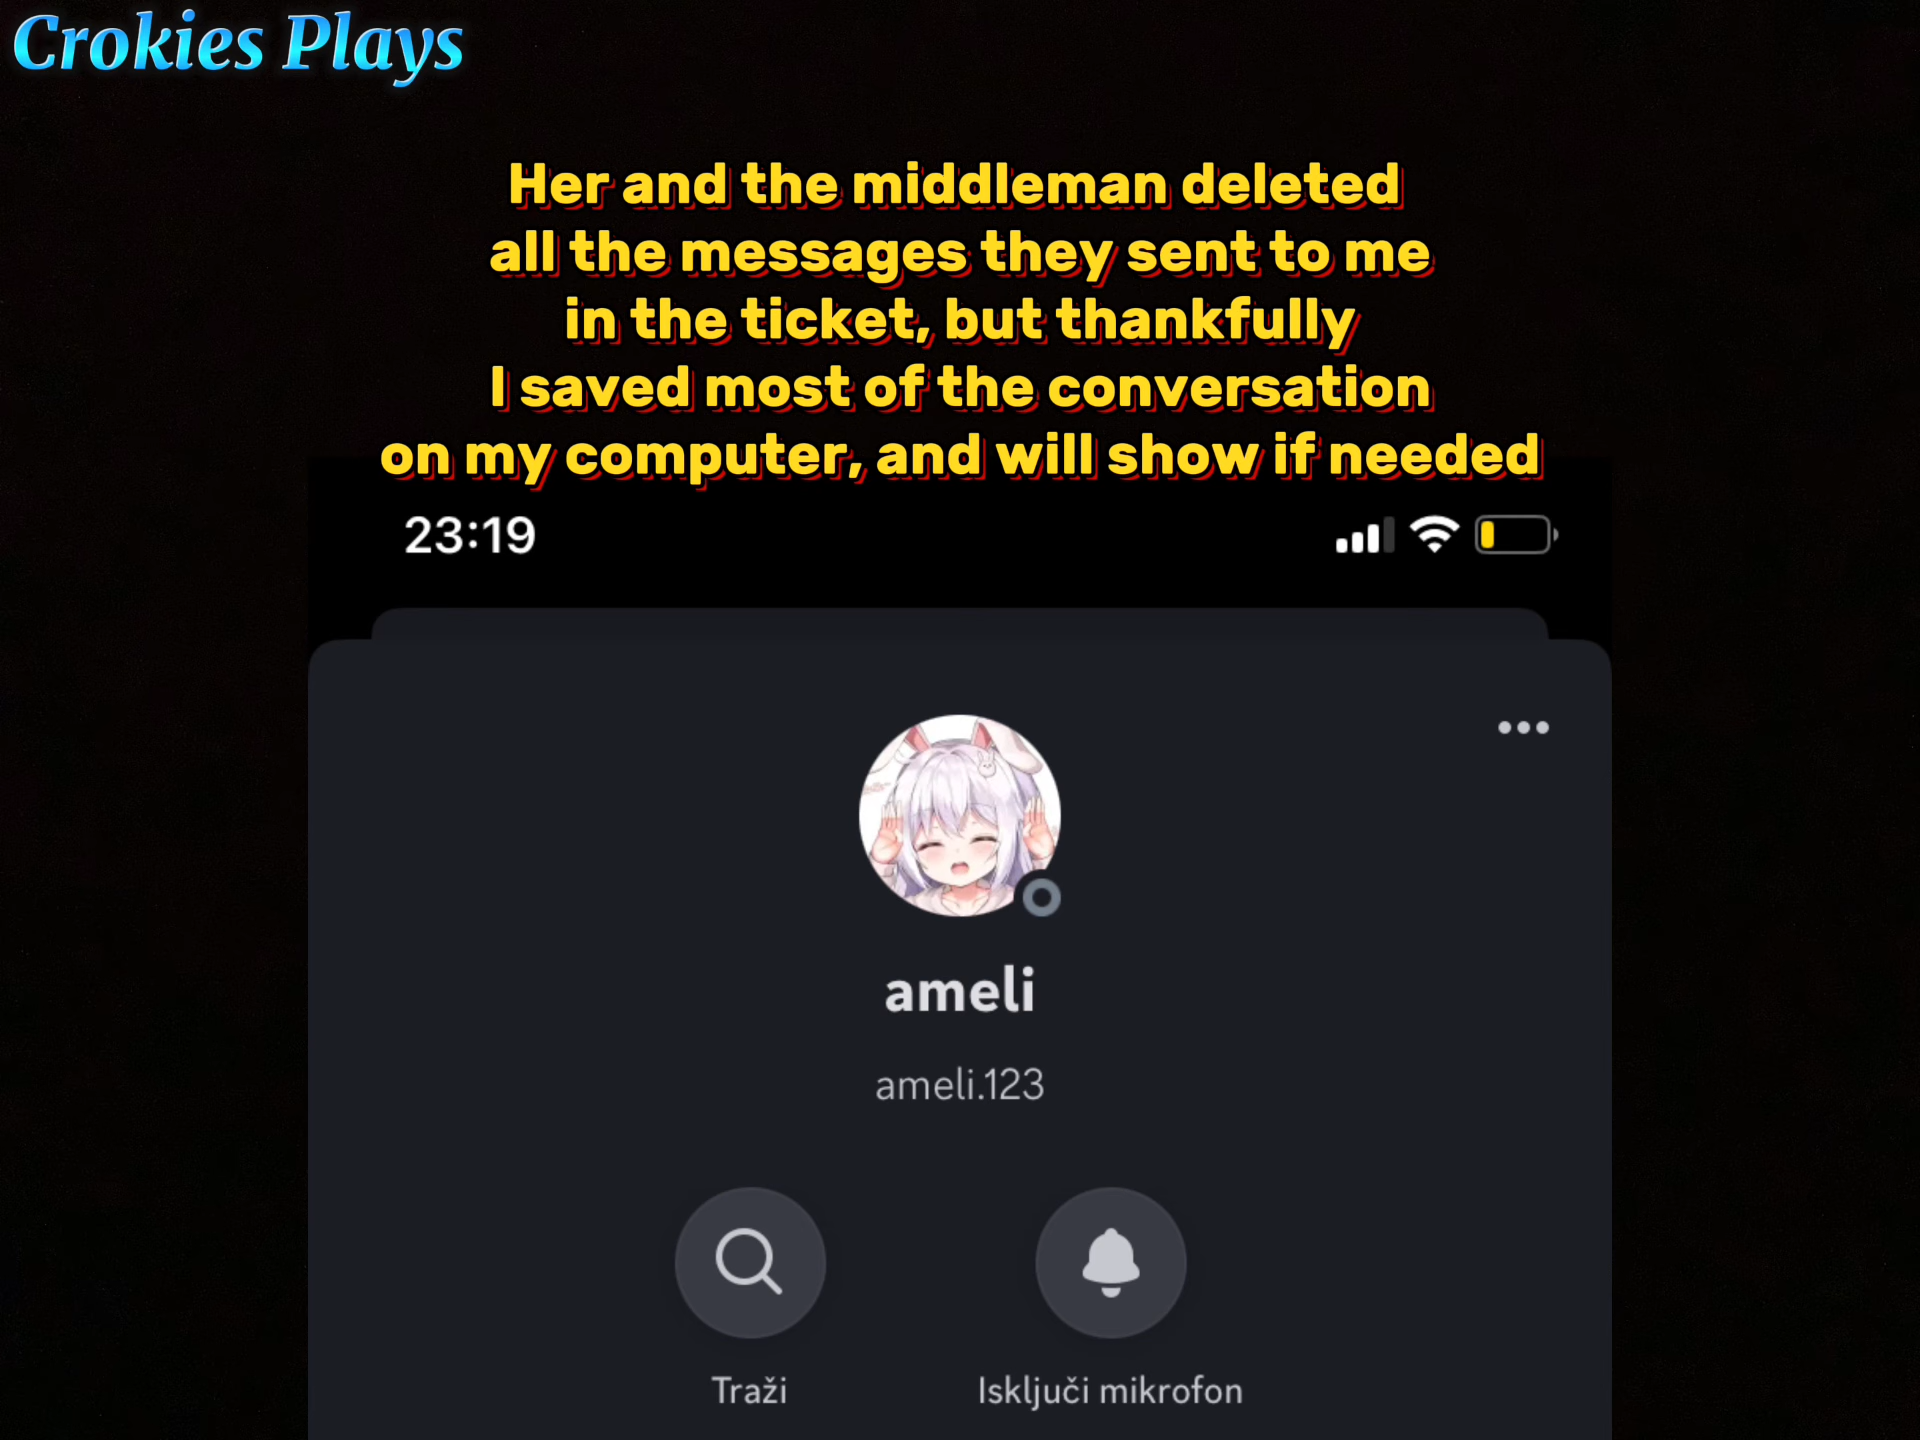 Crokies Plays
Her and the middleman deleted
all the messages they sent to me
in the ticket, but thankfully
I saved most of the conversation
on my computer, and will show if needed
23:19
ameli
ameli.123
Traži
Isključi mikrofon